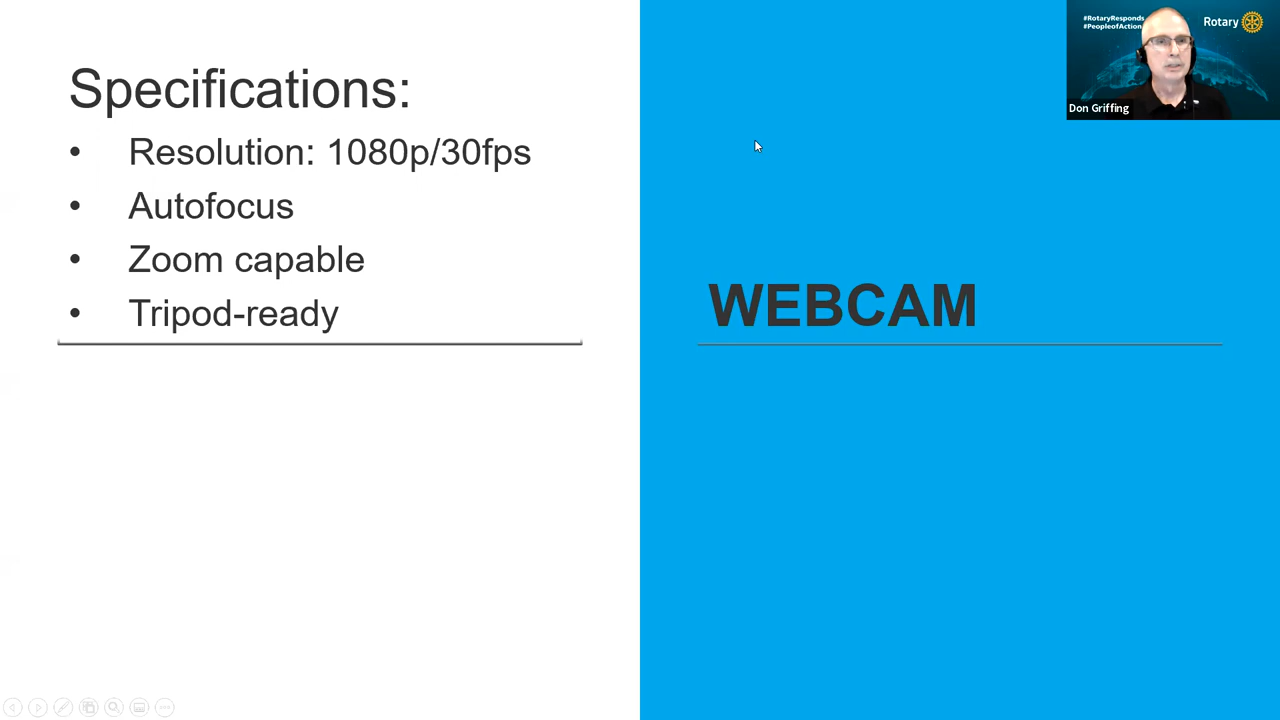 Specifications:
• Resolution: 1080p/30fps
• Autofocus
• Zoom capable
• Tripod-ready
WEBCAM
#RotaryResponds
#PeopleofAction
Rotary
Don Griffing